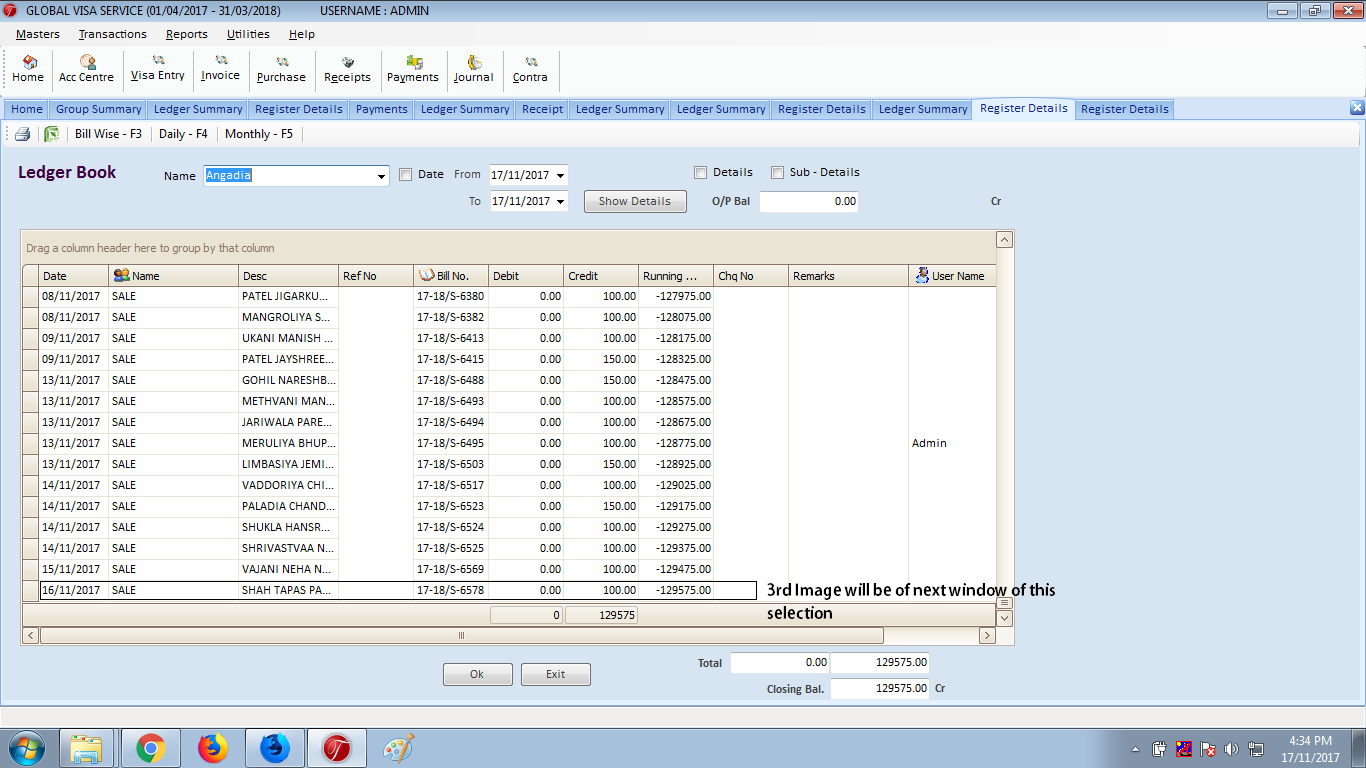 GLOBAL VISA SERVICE (01/04/2017 - 31/03/2018) USERNAME : ADMIN
Masters Transactions Reports Utilities Help
Home Acc Centre Visa Entry Invoice Purchase Receipts Payments Journal Contra
Home Group Summary Ledger Summary Register Details Payments Ledger Summary Receipt Ledger Summary Ledger Summary Register Details Ledger Summary Register Details Register Details
Bill Wise - F3 Daily - F4 Monthly - F5
Ledger Book Name Angadia Date From 17/11/2017 Details Sub - Details
To 17/11/2017 Show Details O/P Bal 0.00 Cr
Drag a column header here to group by that column
Date Name Desc Ref No Bill No. Debit Credit Running ... Chq No Remarks User Name
08/11/2017 SALE PATEL JIGARKU... 17-18/S-6380 0.00 100.00 -127975.00
08/11/2017 SALE MANGROLIYA S... 17-18/S-6382 0.00 100.00 -128075.00
09/11/2017 SALE UKANI MANISH ... 17-18/S-6413 0.00 100.00 -128175.00
09/11/2017 SALE PATEL JAYSHREE... 17-18/S-6415 0.00 150.00 -128325.00
13/11/2017 SALE GOHIL NARESHB... 17-18/S-6488 0.00 150.00 -128475.00
13/11/2017 SALE METHVANI MAN... 17-18/S-6493 0.00 100.00 -128575.00
13/11/2017 SALE JARIWALA PARE... 17-18/S-6494 0.00 100.00 -128675.00
13/11/2017 SALE MERULIYA BHUP... 17-18/S-6495 0.00 100.00 -128775.00 Admin
13/11/2017 SALE LIMBASIYA JEMI... 17-18/S-6503 0.00 150.00 -128925.00
14/11/2017 SALE VADDORIYA CHI... 17-18/S-6517 0.00 100.00 -129025.00
14/11/2017 SALE PALADIA CHAND... 17-18/S-6523 0.00 150.00 -129175.00
14/11/2017 SALE SHUKLA HANSR... 17-18/S-6524 0.00 100.00 -129275.00
14/11/2017 SALE SHRIVASTVAA N... 17-18/S-6525 0.00 100.00 -129375.00
15/11/2017 SALE VAJANI NEHA N... 17-18/S-6569 0.00 100.00 -129475.00
16/11/2017 SALE SHAH TAPAS PA... 17-18/S-6578 0.00 100.00 -129575.00 3rd Image will be of next window of this
selection
0 129575
Total 0.00 129575.00
Ok Exit
Closing Bal. 129575.00 Cr
4:34 PM
17/11/2017